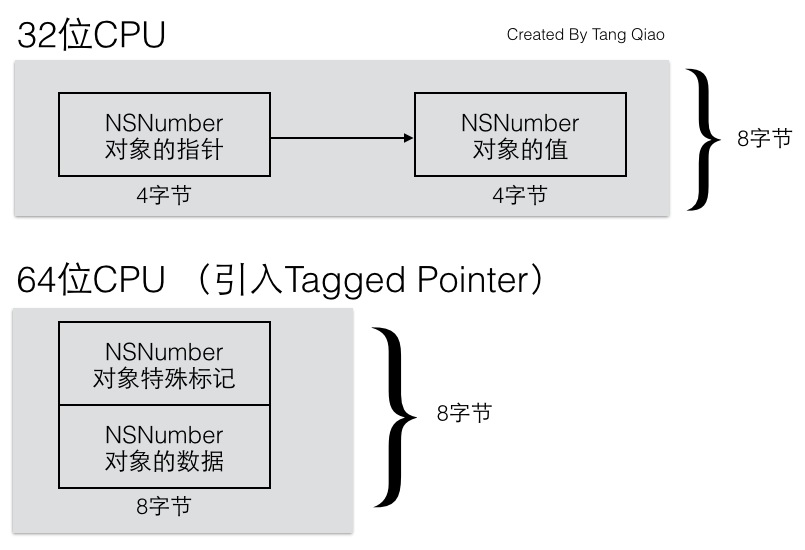 32位CPU
Created By Tang Qiao
NSNumber
对象的指针
NSNumber
对象的值
4字节
4字节
8字节
64位CPU （引入Tagged Pointer）
NSNumber
对象特殊标记
NSNumber
对象的数据
8字节
8字节